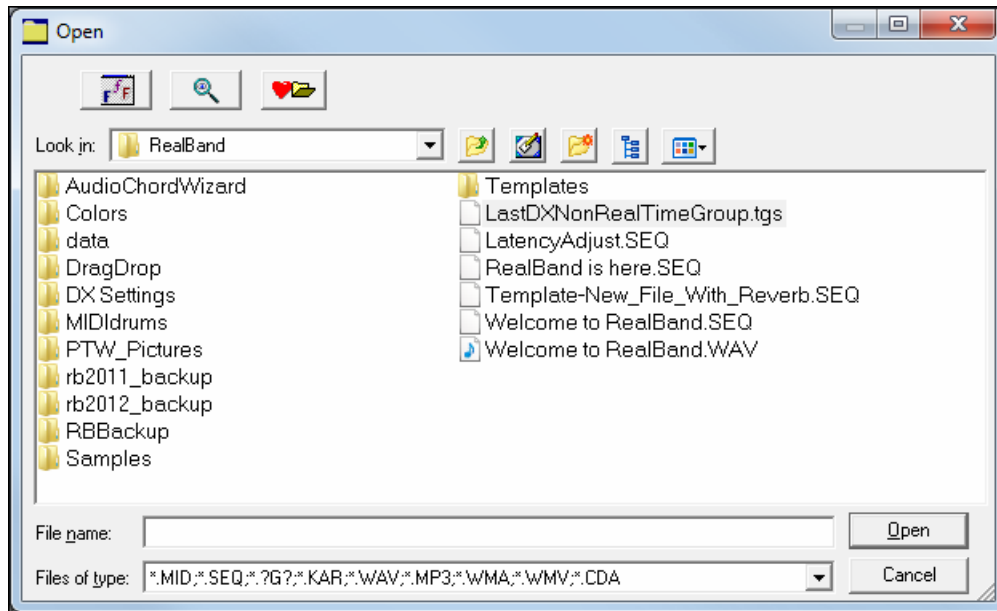 Open
F f F
Look in: RealBand
AudioChordWizard
Colors
data
DragDrop
DX Settings
MIDIdrums
PTW_Pictures
rb2011_backup
rb2012_backup
RBBackup
Samples
Templates
LastDXNonRealTimeGroup.tgs
LatencyAdjust.SEQ
RealBand is here.SEQ
Template-New_File_With_Reverb.SEQ
Welcome to RealBand.SEQ
Welcome to RealBand.WAV
File name:
Open
Files of type: *.MID;*.SEQ;*.?G?;*.KAR;*.WAV;*.MP3;*.WMA;*.WMV;*.CDA
Cancel